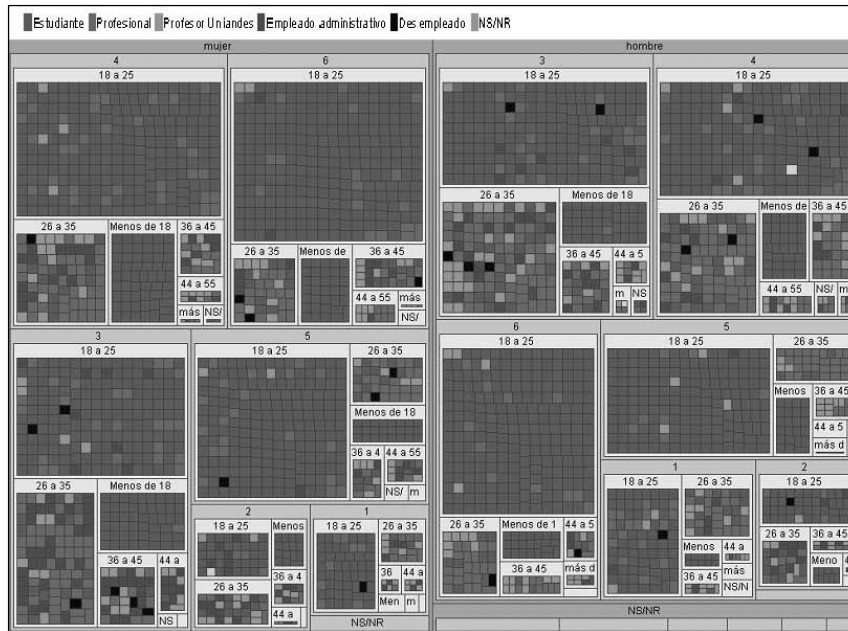 Estudiante Profesional Profesor Uniandes Empleado administrativo Desempleado NS/NR
mujer
4
18 a 25
26 a 35
Menos de 18
36 a 45
44 a 55
más
NS/
6
18 a 25
26 a 35
Menos de
36 a 45
44 a 55
más
NS/
3
18 a 25
26 a 35
Menos de 18
36 a 45
44 a
NS
5
18 a 25
26 a 35
Menos de 18
36 a 4
44 a 55
NS/
m
2
18 a 25
Menos
26 a 35
36 a 4
44 a
1
18 a 25
26 a 35
36
44 a
Men
m
NS/NR
hombre
3
18 a 25
26 a 35
Menos de 18
36 a 45
44 a 5
m
NS
4
18 a 25
26 a 35
Menos de
36 a 45
44 a 55
NS/
m
6
18 a 25
26 a 35
Menos de 1
44 a 5
36 a 45
más d
5
18 a 25
26 a 35
Menos
36 a 45
44 a 5
más d
1
18 a 25
26 a 35
Menos
44 a
36 a 45
más
NS/N
2
18 a 25
26 a 35
36 a 45
Meno
4
NS/NR